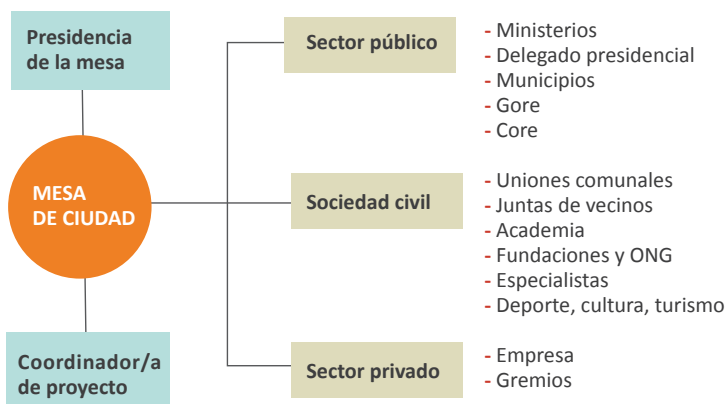 Presidencia
de la mesa
MESA
DE CIUDAD
Coordinador/a
de proyecto
Sector público
- Ministerios
- Delegado presidencial
- Municipios
- Gore
- Core
Sociedad civil
- Uniones comunales
- Juntas de vecinos
- Academia
- Fundaciones y ONG
- Especialistas
- Deporte, cultura, turismo
Sector privado
- Empresa
- Gremios